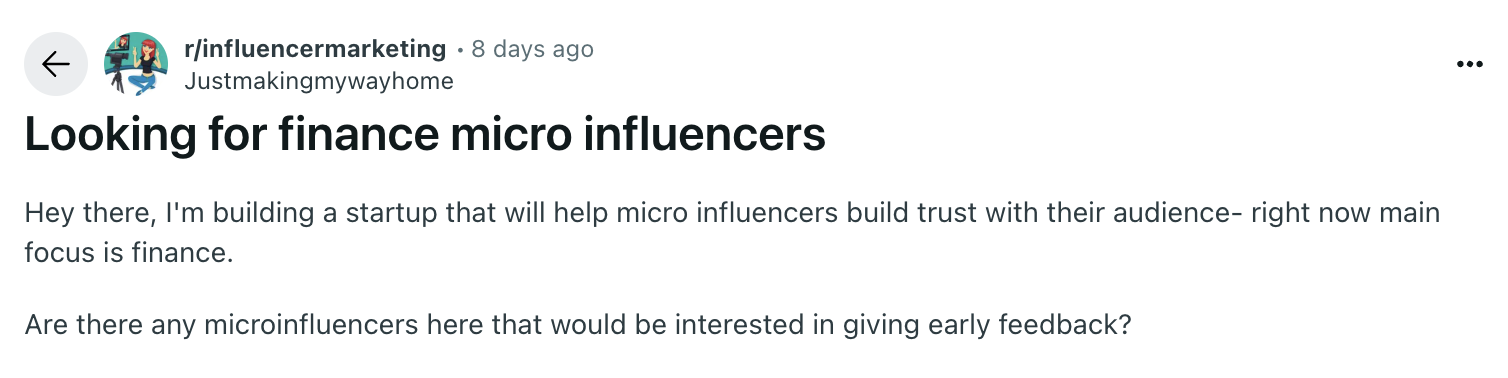 r/influencermarketing • 8 days ago
Justmakingmywayhome
Looking for finance micro influencers
Hey there, I'm building a startup that will help micro influencers build trust with their audience- right now main
focus is finance.
Are there any microinfluencers here that would be interested in giving early feedback?